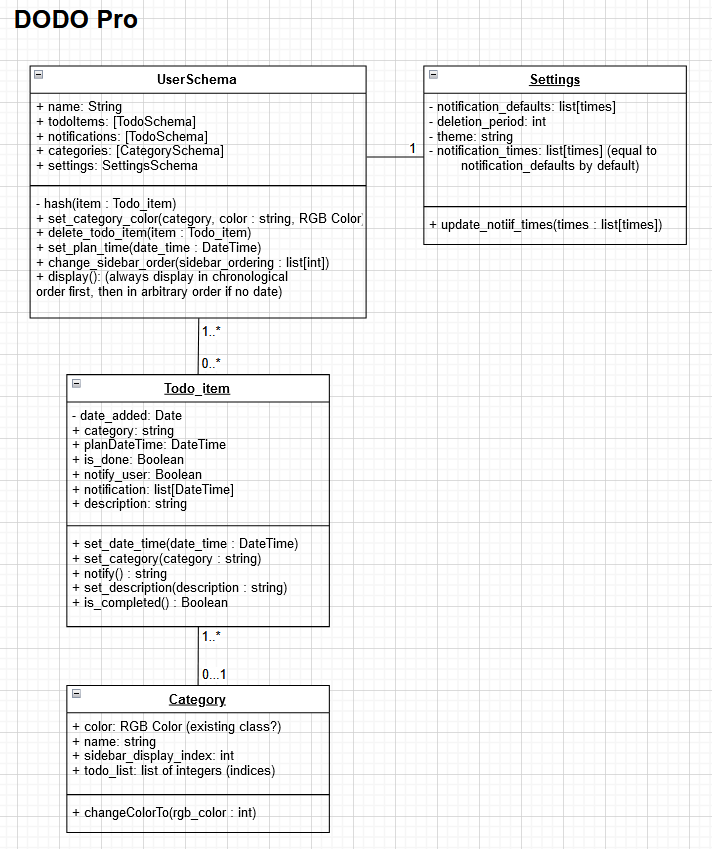 DODO Pro
UserSchema
+ name: String
+ todoItems: [TodoSchema]
+ notifications: [TodoSchema]
+ categories: [CategorySchema]
+ settings: SettingsSchema
- hash(item : Todo_item)
+ set_category_color(category, color : string, RGB Color)
+ delete_todo_item(item : Todo_item)
+ set_plan_time(date_time : DateTime)
+ change_sidebar_order(sidebar_ordering : list[int])
+ display(): (always display in chronological
order first, then in arbitrary order if no date)
1
Settings
- notification_defaults: list[times]
- deletion_period: int
- theme: string
- notification_times: list[times] (equal to
notification_defaults by default)
+ update_notiif_times(times : list[times])
1..*
0..*
Todo_item
- date_added: Date
+ category: string
+ planDateTime: DateTime
+ is_done: Boolean
+ notify_user: Boolean
+ notification: list[DateTime]
+ description: string
+ set_date_time(date_time : DateTime)
+ set_category(category : string)
+ notify() : string
+ set_description(description : string)
+ is_completed() : Boolean
1..*
0...1
Category
+ color: RGB Color (existing class?)
+ name: string
+ sidebar_display_index: int
+ todo_list: list of integers (indices)
+ changeColorTo(rgb_color : int)